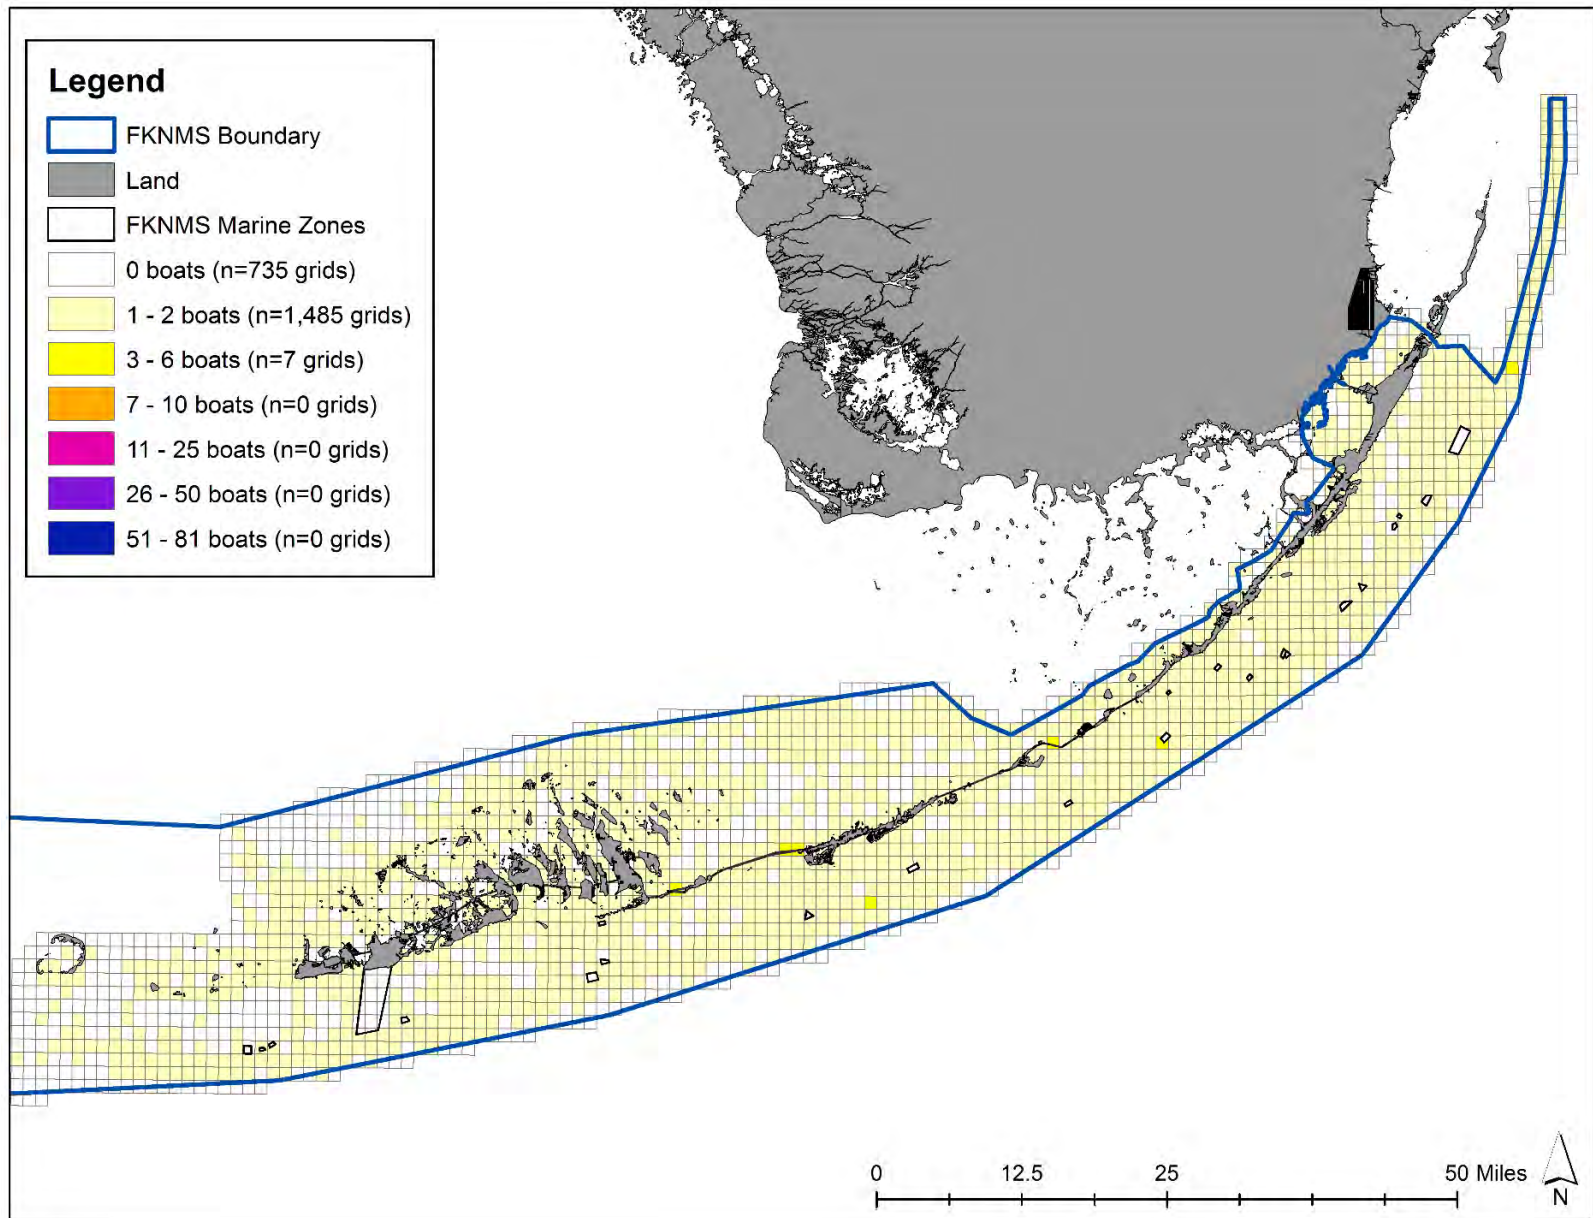 Legend
FKNMS Boundary
Land
FKNMS Marine Zones
0 boats (n=735 grids)
1 - 2 boats (n=1,485 grids)
3 - 6 boats (n=7 grids)
7 - 10 boats (n=0 grids)
11 - 25 boats (n=0 grids)
26 - 50 boats (n=0 grids)
51 - 81 boats (n=0 grids)
0 12.5 25 50 Miles
N